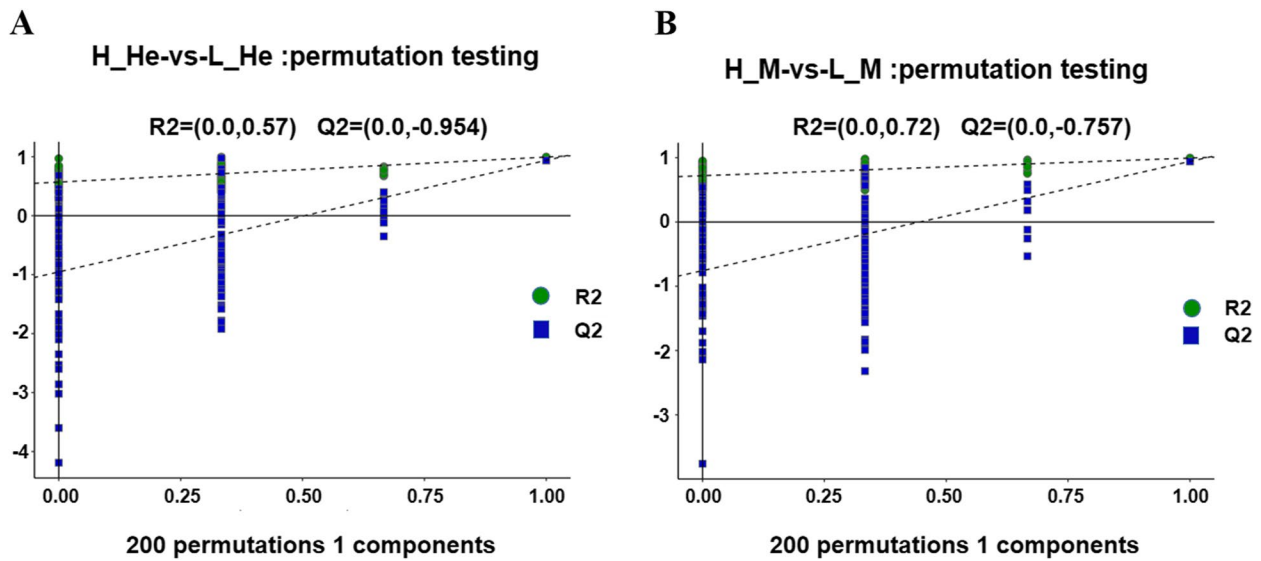 A
H_He-vs-L_He :permutation testing
R2=(0.0,0.57) Q2=(0.0,-0.954)
1
0
-1
-2
-3
-4
R2
Q2
0.00 0.25 0.50 0.75 1.00
200 permutations 1 components
B
H_M-vs-L_M :permutation testing
R2=(0.0,0.72) Q2=(0.0,-0.757)
1
0
-1
-2
-3
R2
Q2
0.00 0.25 0.50 0.75 1.00
200 permutations 1 components